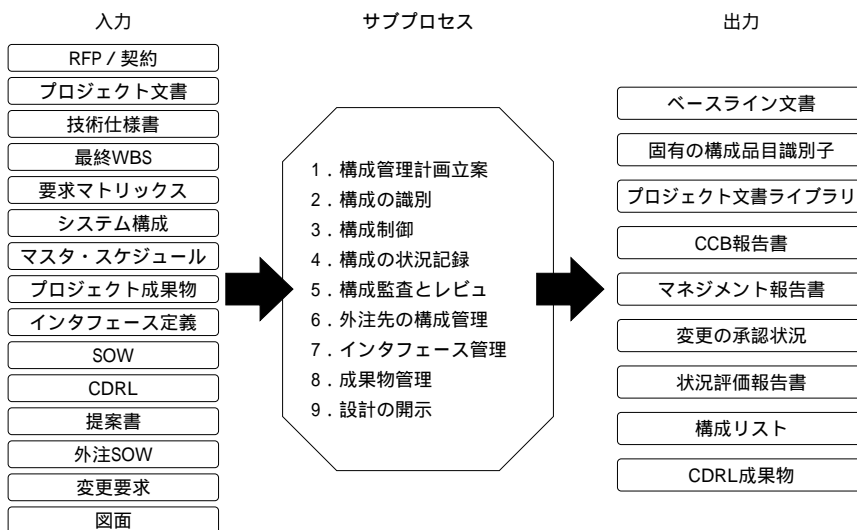 入力
RFP / 契約
プロジェクト文書
技術仕様書
最終WBS
要求マトリックス
システム構成
マスタ・スケジュール
プロジェクト成果物
インタフェース定義
SOW
CDRL
提案書
外注SOW
変更要求
図面
サブプロセス
1．構成管理計画立案
2．構成の識別
3．構成制御
4．構成の状況記録
5．構成監査とレビュ
6．外注先の構成管理
7．インタフェース管理
8．成果物管理
9．設計の開示
出力
ベースライン文書
固有の構成品目識別子
プロジェクト文書ライブラリ
CCB報告書
マネジメント報告書
変更の承認状況
状況評価報告書
構成リスト
CDRL成果物